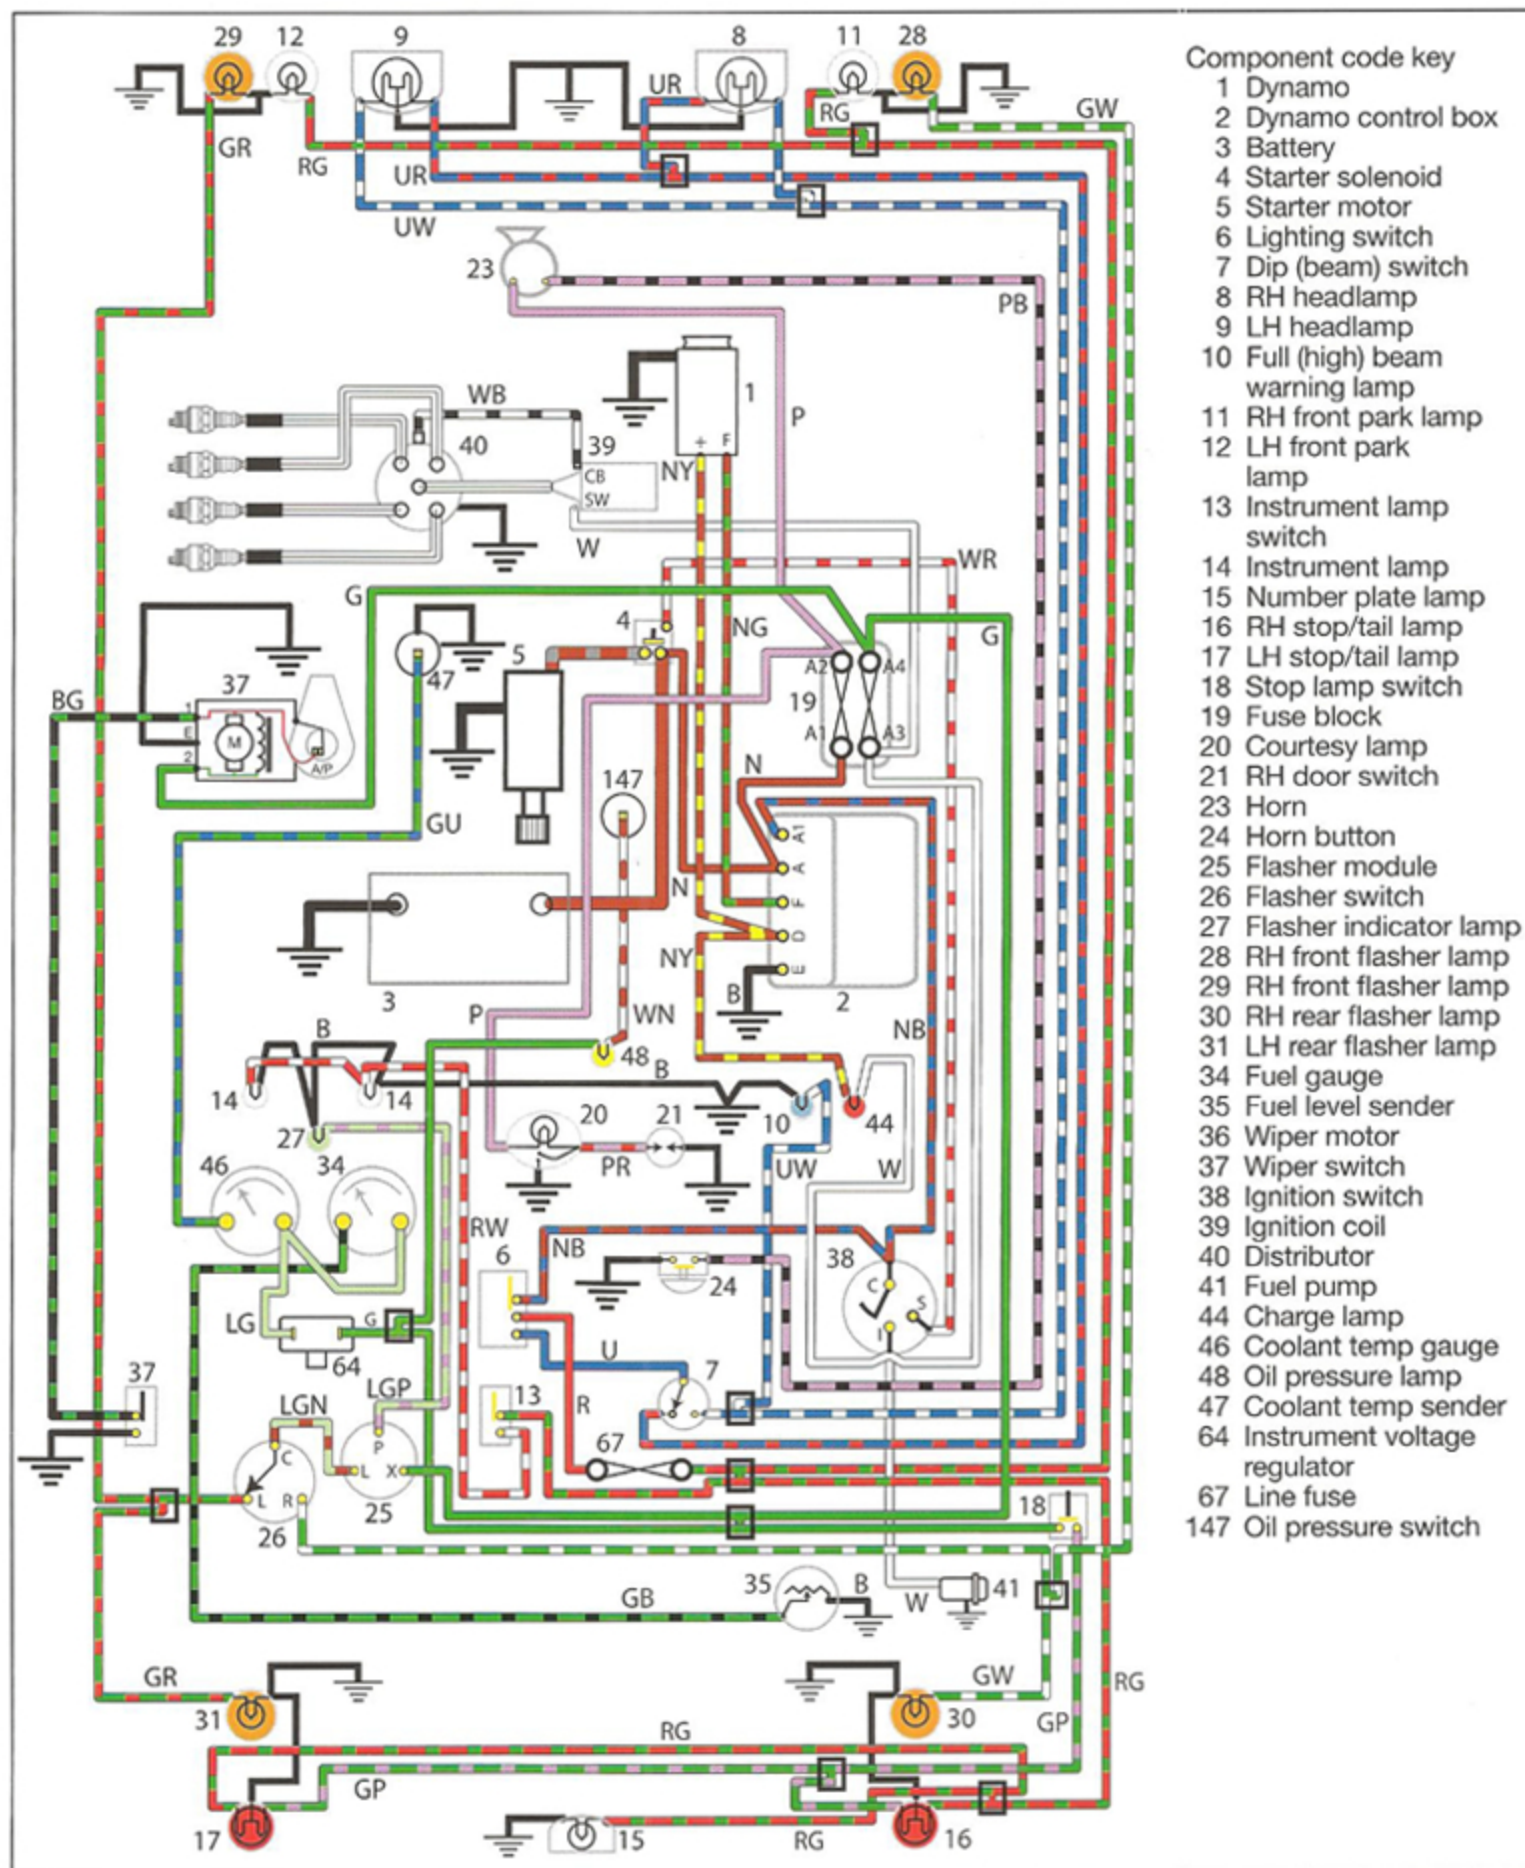 29 12 9 8 11 28
UR
RG
GW
GR
RG
UR
UW
23
PB
1
P
WB
40
39
CB
SW
+ F
NY
W
WR
G
4
NG
G
5
47
A2 A4
19
A1 A3
37
BG
1
E
2
M
A/P
147
N
GU
A1
A
F
D
E
N
NY
B
2
3
P
WN
NB
B
48
B
14 14
10 44
27
20 21
PR
UW
W
46 34
RW
6
NB
24
38
C
S
I
LG
G
64
U
7
37
LGP
13
R
LGN
C
P
67
L X
L R
25
26
18
35
B
41
W
GB
GR
GW
RG
31
30
GP
RG
GP
17
15
RG
16
Component code key
1 Dynamo
2 Dynamo control box
3 Battery
4 Starter solenoid
5 Starter motor
6 Lighting switch
7 Dip (beam) switch
8 RH headlamp
9 LH headlamp
10 Full (high) beam
warning lamp
11 RH front park lamp
12 LH front park
lamp
13 Instrument lamp
switch
14 Instrument lamp
15 Number plate lamp
16 RH stop/tail lamp
17 LH stop/tail lamp
18 Stop lamp switch
19 Fuse block
20 Courtesy lamp
21 RH door switch
23 Horn
24 Horn button
25 Flasher module
26 Flasher switch
27 Flasher indicator lamp
28 RH front flasher lamp
29 RH front flasher lamp
30 RH rear flasher lamp
31 LH rear flasher lamp
34 Fuel gauge
35 Fuel level sender
36 Wiper motor
37 Wiper switch
38 Ignition switch
39 Ignition coil
40 Distributor
41 Fuel pump
44 Charge lamp
46 Coolant temp gauge
48 Oil pressure lamp
47 Coolant temp sender
64 Instrument voltage
regulator
67 Line fuse
147 Oil pressure switch